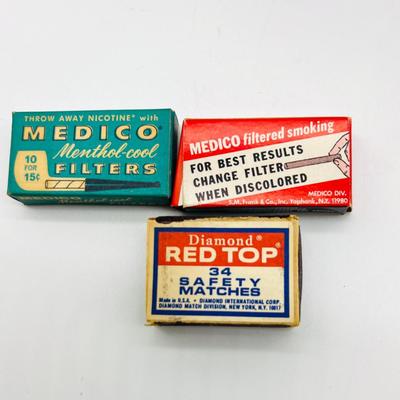 THROW AWAY NICOTINE* with
MEDICO®
Menthol-cool
FILTERS
10
FOR
15¢
MEDICO
FILTERS
MEDICO filtered smoking
FOR BEST RESULTS
CHANGE FILTER
WHEN DISCOLORED
MEDICO DIV.
S.M. Frank & Co., Inc. Yaphank, N.Y. 11980
Diamond®
RED TOP®
34
SAFETY
MATCHES
Made in U.S.A. • DIAMOND INTERNATIONAL CORP.
DIAMOND MATCH DIVISION, NEW YORK, N.Y. 10017